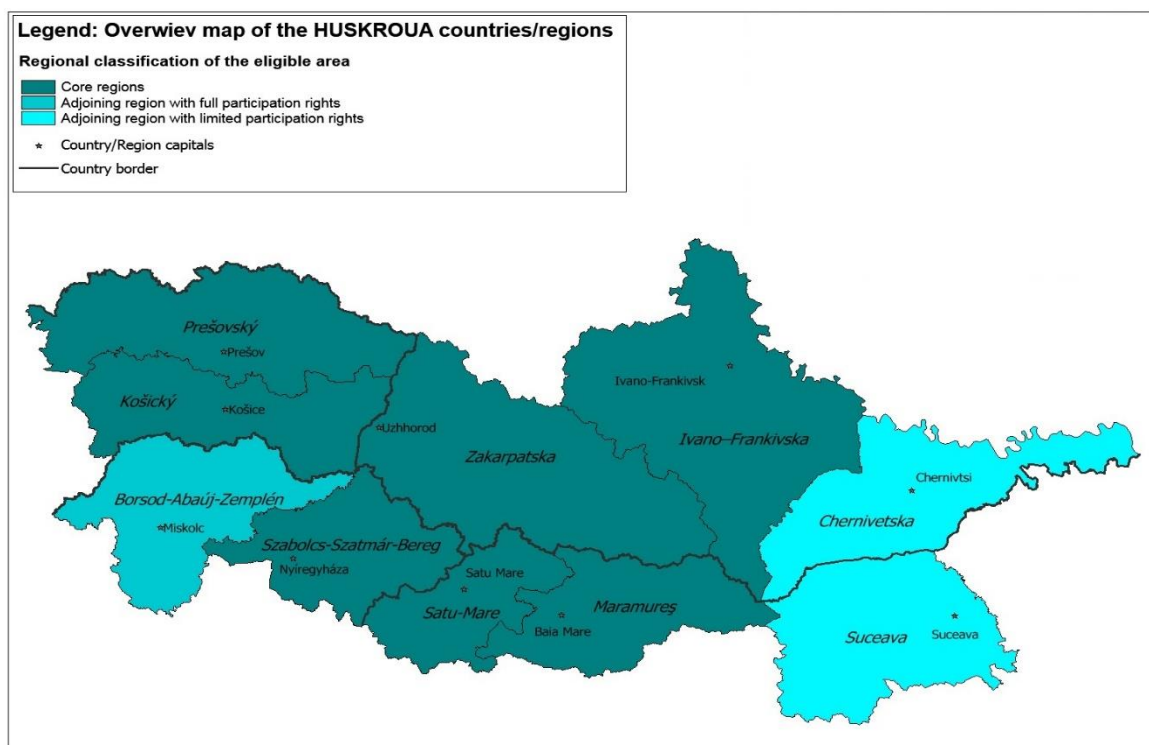 Legend: Overwiev map of the HUSKROUA countries/regions
Regional classification of the eligible area
Core regions
Adjoining region with full participation rights
Adjoining region with limited participation rights
Country/Region capitals
Country border
Prešovský
Prešov
Ivano-Frankivsk
Košický
Košice
Uzhhorod
Ivano–Frankivska
Zakarpatska
Chernivtsi
Borsod-Abaúj-Zemplén
Miskolc
Chernivetska
Szabolcs-Szatmár-Bereg
Nyíregyháza
Satu Mare
Satu-Mare
Maramureş
Baia Mare
Suceava
Suceava